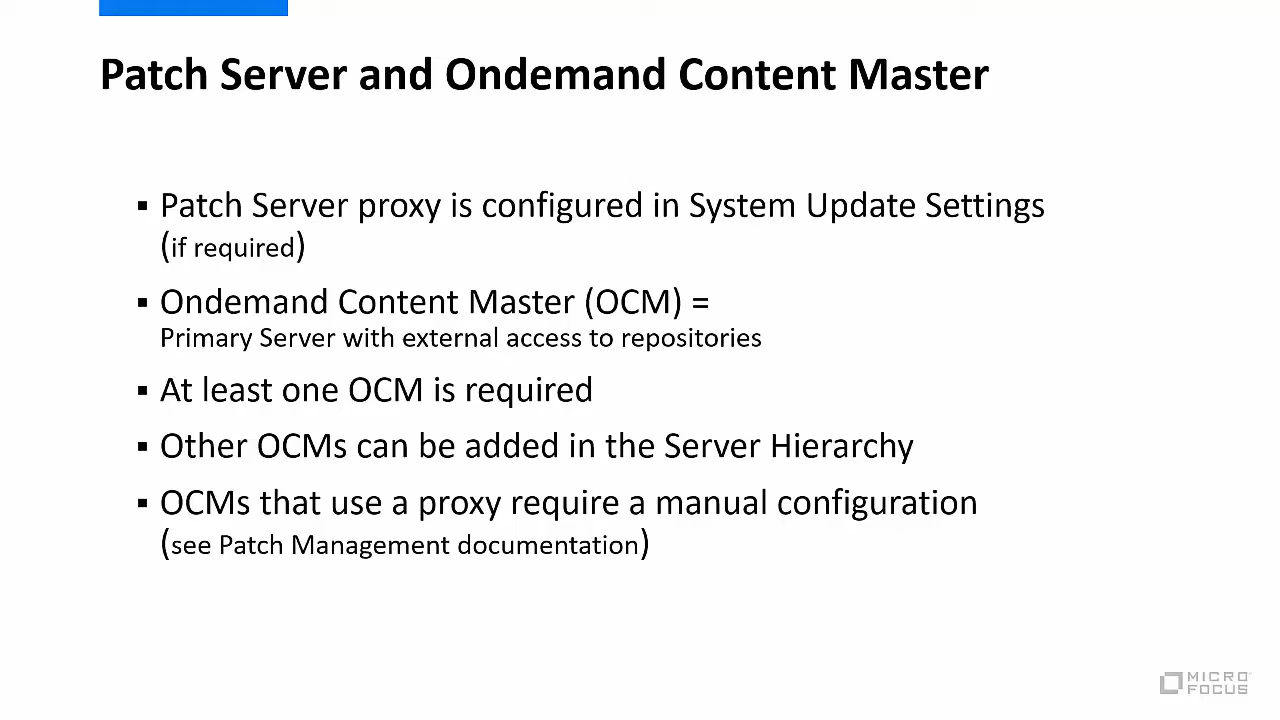 Patch Server and Ondemand Content Master
▪ Patch Server proxy is configured in System Update Settings
(if required)
▪ Ondemand Content Master (OCM) =
Primary Server with external access to repositories
▪ At least one OCM is required
▪ Other OCMs can be added in the Server Hierarchy
▪ OCMs that use a proxy require a manual configuration
(see Patch Management documentation)
MICRO
FOCUS